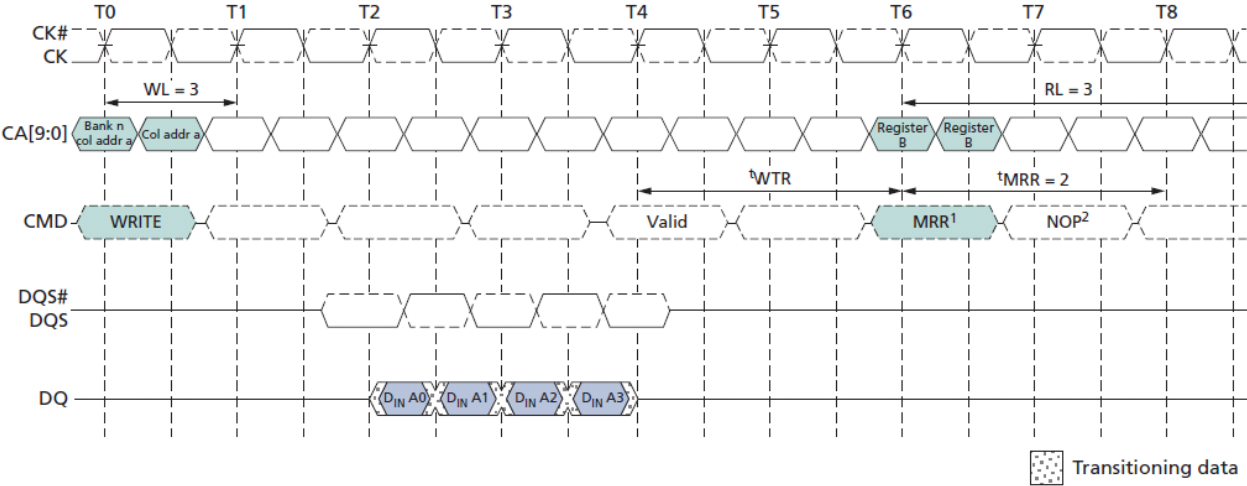 T0 T1 T2 T3 T4 T5 T6 T7 T8
CK#
CK
WL = 3 RL = 3
CA[9:0] Bank n col addr a Col addr a Register B Register B
tWTR tMRR = 2
CMD WRITE Valid MRR1 NOP2
DQS#
DQS
DQ DIN A0 DIN A1 DIN A2 DIN A3
Transitioning data